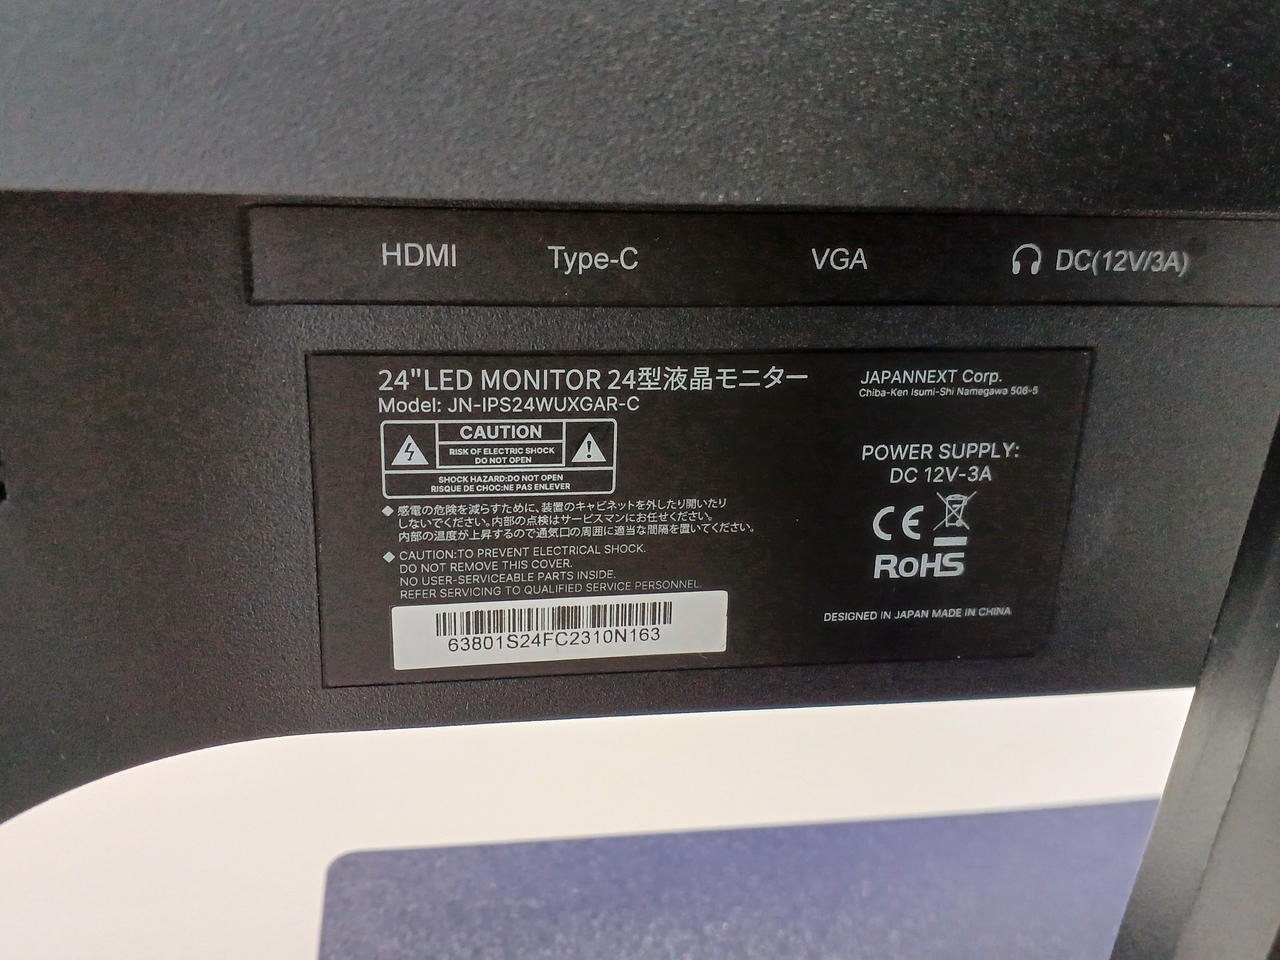 HDMI Type-C VGA DC(12V/3A)
24"LED MONITOR 24型液晶モニター
Model: JN-IPS24WUXGAR-C
CAUTION
RISK OF ELECTRIC SHOCK
DO NOT OPEN
SHOCK HAZARD:DO NOT OPEN
RISQUE DE CHOC:NE PAS ENLEVER
◆ 感電の危険を減らすために、装置のキャビネットを外したり開いたり
しないでください。内部の点検はサービスマンにお任せください。
内部の温度が上昇するので通気口の周囲に適当な間隔を置いてください。
◆ CAUTION:TO PREVENT ELECTRICAL SHOCK.
DO NOT REMOVE THIS COVER.
NO USER-SERVICEABLE PARTS INSIDE.
REFER SERVICING TO QUALIFIED SERVICE PERSONNEL.
63801S24FC2310N163
JAPANNEXT Corp.
Chiba-Ken Isumi-Shi Namegawa 506-5
POWER SUPPLY:
DC 12V-3A
CE
RoHS
DESIGNED IN JAPAN MADE IN CHINA